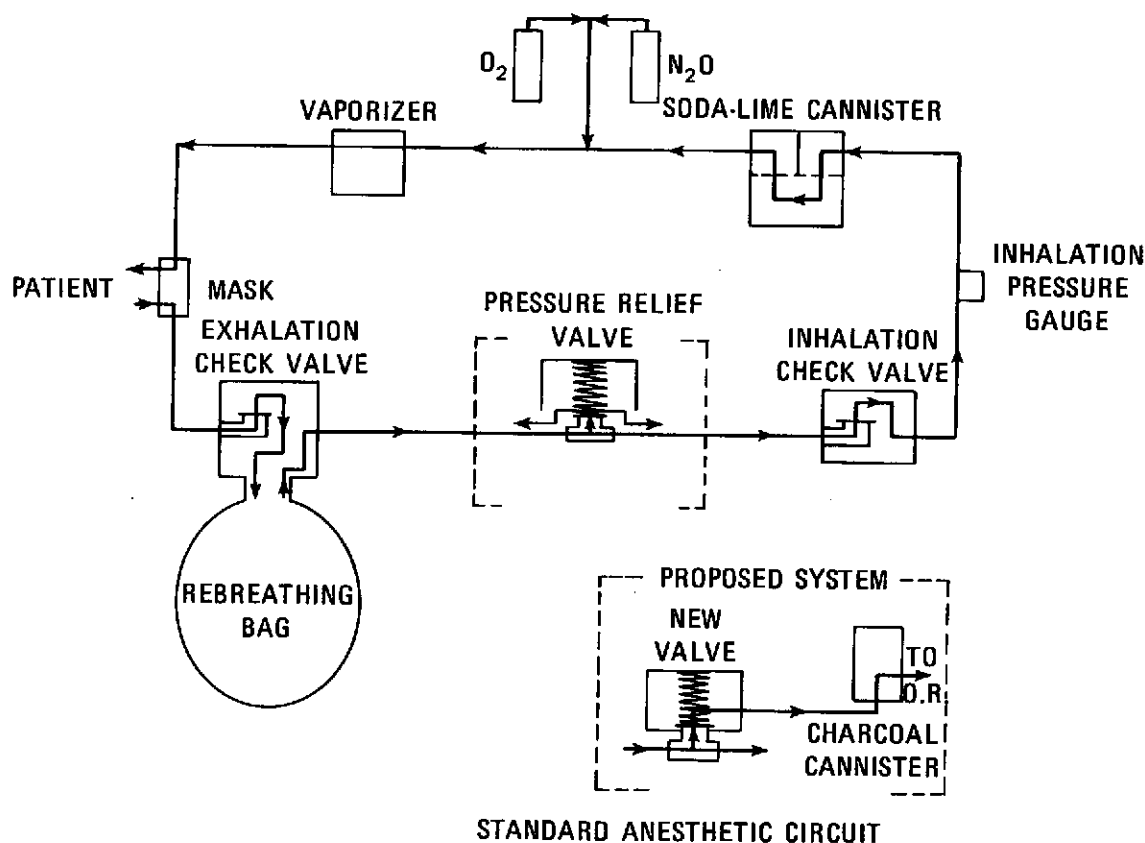 O₂
N₂O
VAPORIZER
SODA-LIME CANNISTER
PATIENT
MASK
EXHALATION
CHECK VALVE
PRESSURE RELIEF
VALVE
INHALATION
CHECK VALVE
INHALATION
PRESSURE
GAUGE
REBREATHING
BAG
PROPOSED SYSTEM
NEW
VALVE
TO
O.R.
CHARCOAL
CANNISTER
STANDARD ANESTHETIC CIRCUIT